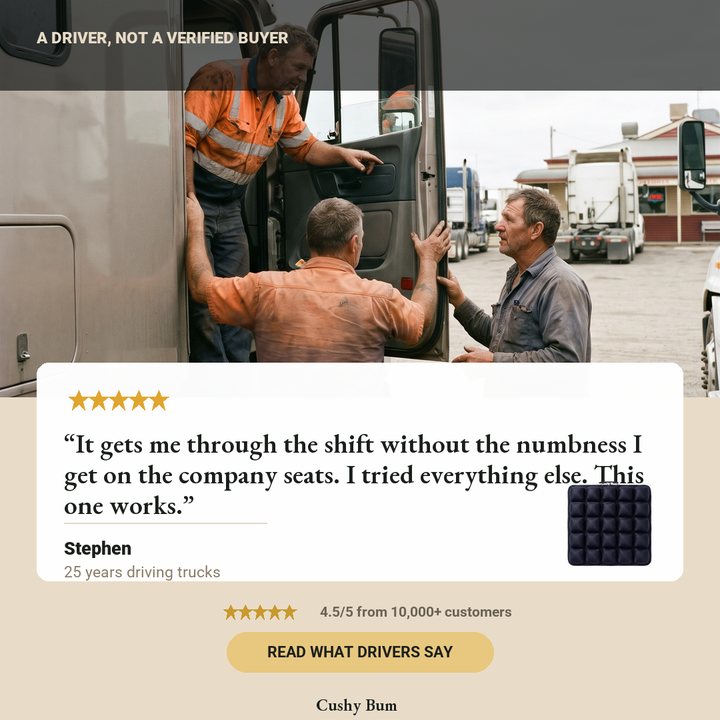 A DRIVER, NOT A VERIFIED BUYER
“It gets me through the shift without the numbness I
get on the company seats. I tried everything else. This
one works.”
Stephen
25 years driving trucks
4.5/5 from 10,000+ customers
READ WHAT DRIVERS SAY
Cushy Bum